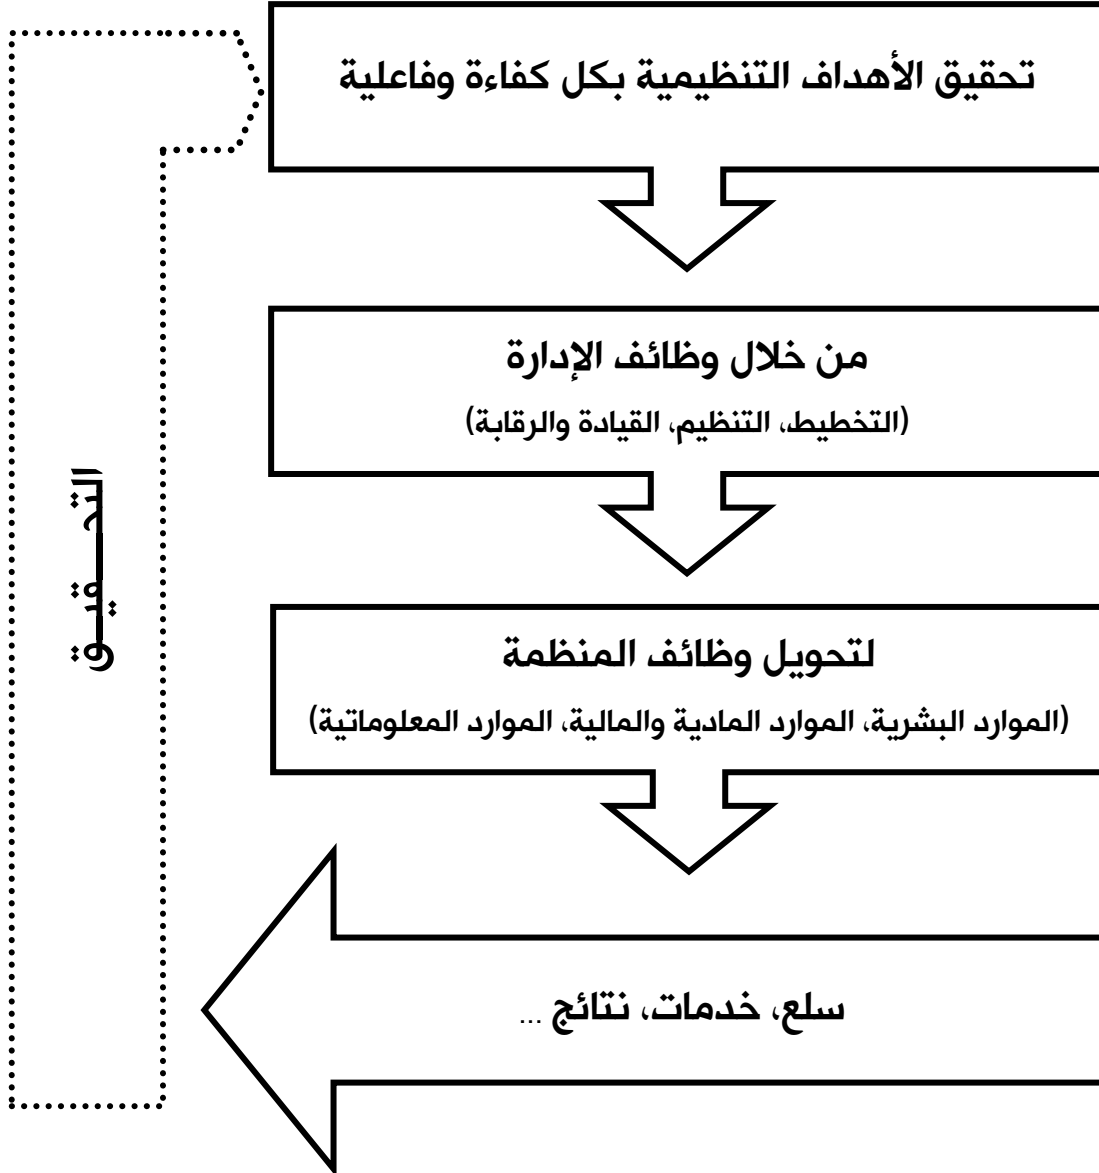 تحقيق الأهداف التنظيمية بكل كفاءة وفاعلية
من خلال وظائف الإدارة
(التخطيط، التنظيم، القيادة والرقابة)
لتحويل وظائف المنظمة
(الموارد البشرية، الموارد المادية والمالية، الموارد المعلوماتية)
سلع، خدمات، نتائج ...
التحـــقيـــق